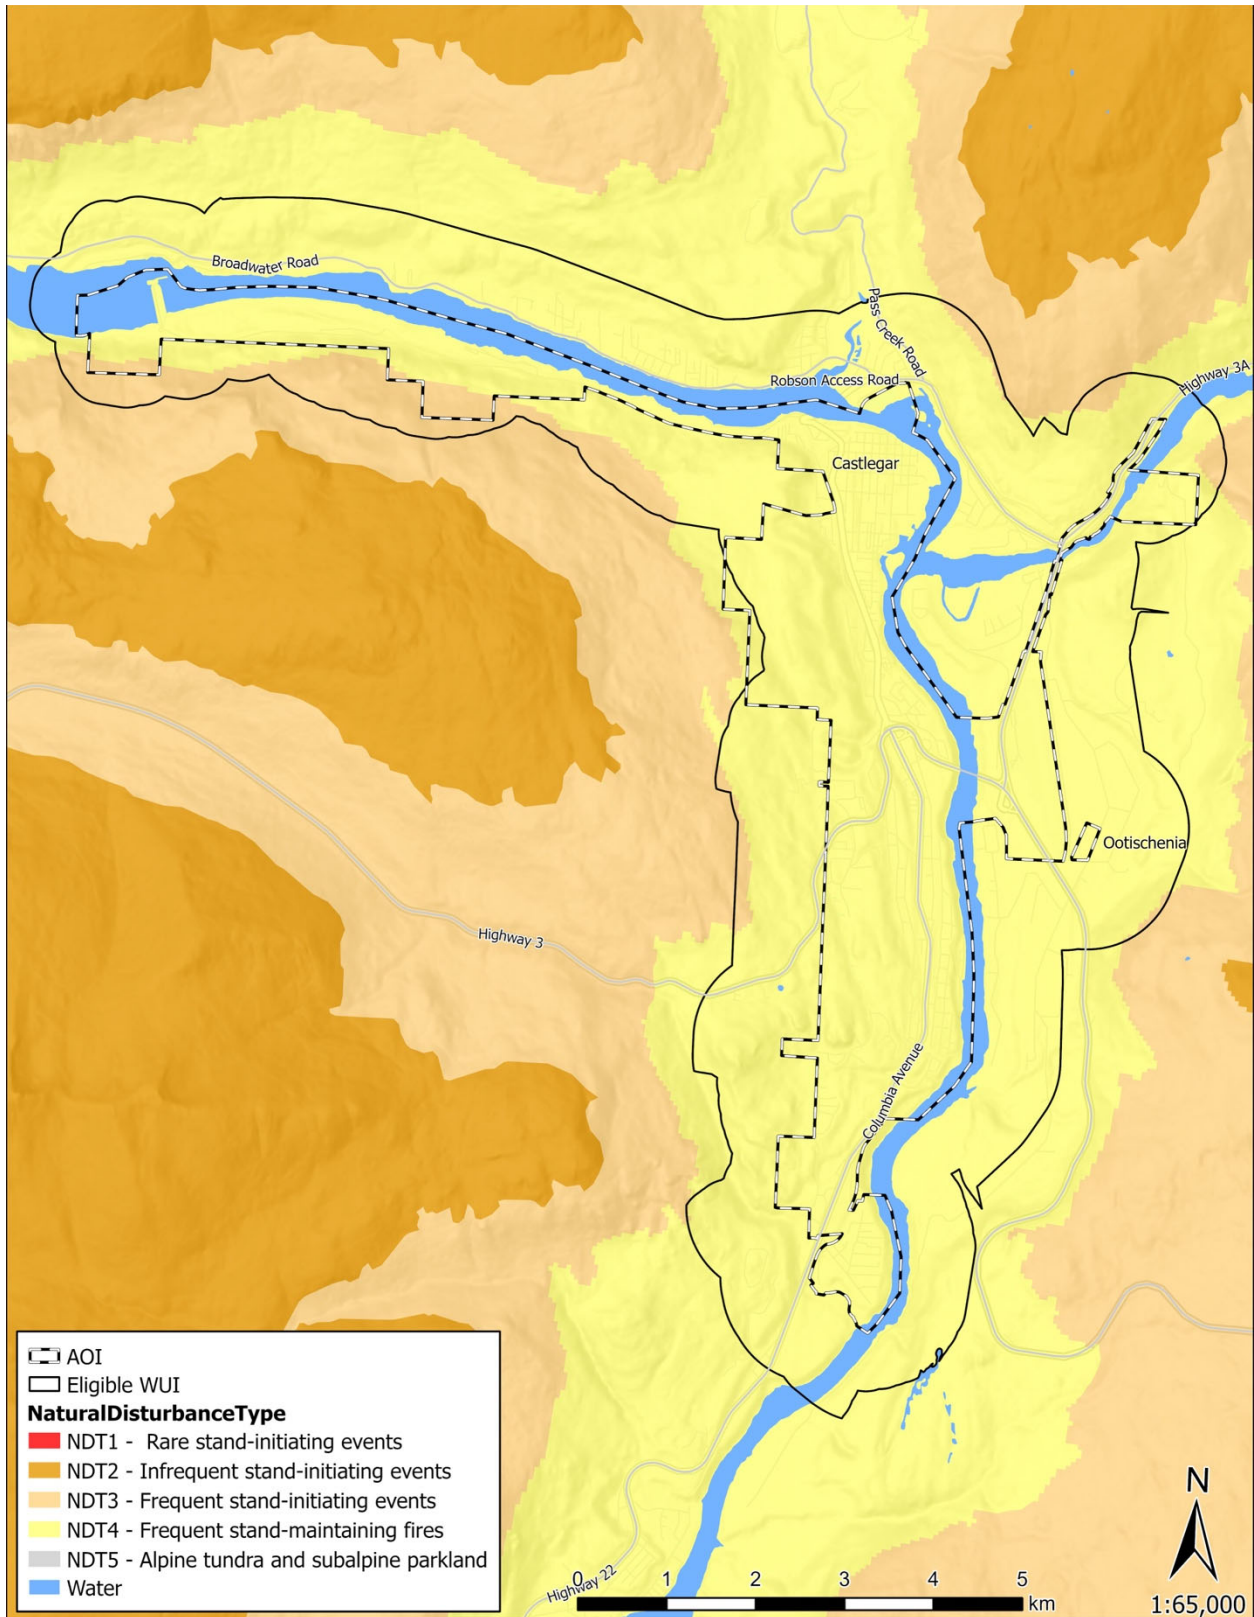 Broadwater Road
Pass Creek Road
Highway 3A
Robson Access Road
Castlegar
Ootischenia
Highway 3
Columbia Avenue
Highway 22
AOI
Eligible WUI
NaturalDisturbanceType
NDT1 - Rare stand-initiating events
NDT2 - Infrequent stand-initiating events
NDT3 - Frequent stand-initiating events
NDT4 - Frequent stand-maintaining fires
NDT5 - Alpine tundra and subalpine parkland
Water
0 1 2 3 4 5
km
N
1:65,000